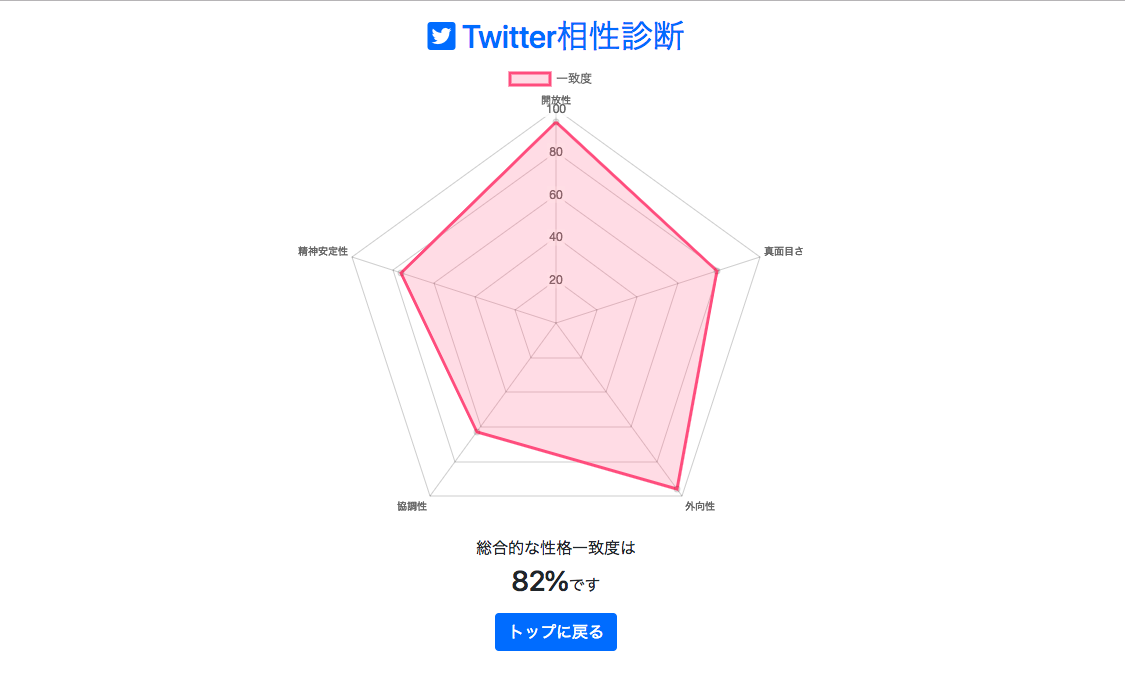 Twitter相性診断
一致度
開放性
100
80
60
40
20
精神安定性
真面目さ
協調性
外向性
総合的な性格一致度は
82%です
トップに戻る